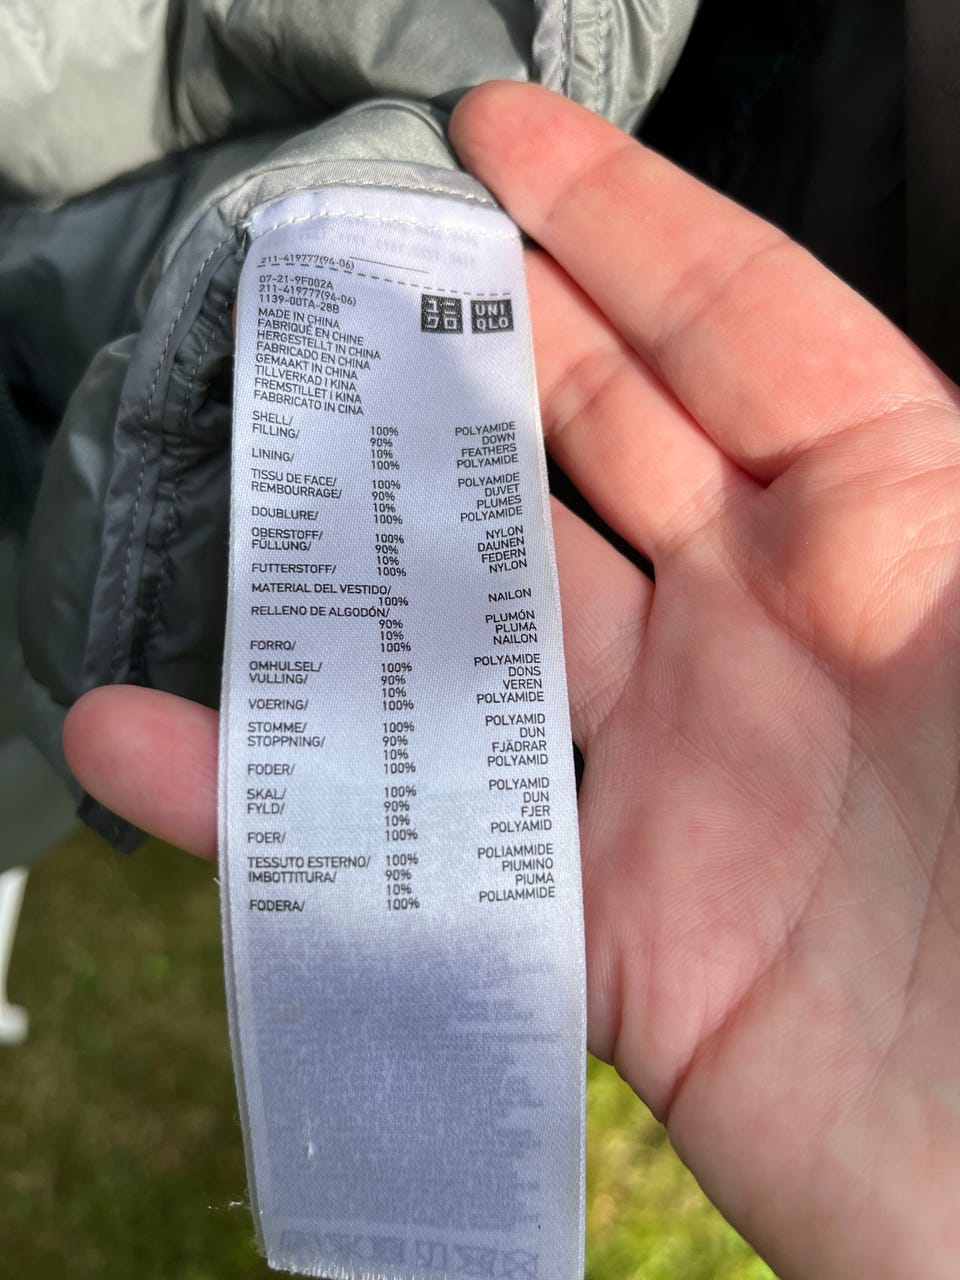 211-419777(94-06)
07-21-9F002A
211-419777(94-06)
1139-00TA-28B
ユニ
クロ
UNI
QLO
MADE IN CHINA
FABRIQUÉ EN CHINE
HERGESTELLT IN CHINA
FABRICADO EN CHINA
GEMAAKT IN CHINA
TILLVERKAD I KINA
FREMSTILLET i KINA
FABBRICATO IN CINA
SHELL/ 100% POLYAMIDE
FILLING/ 90% DOWN
10% FEATHERS
LINING/ 100% POLYAMIDE
TISSU DE FACE/ 100% POLYAMIDE
REMBOURRAGE/ 90% DUVET
10% PLUMES
DOUBLURE/ 100% POLYAMIDE
OBERSTOFF/ 100% NYLON
FÜLLUNG/ 90% DAUNEN
10% FEDERN
FUTTERSTOFF/ 100% NYLON
MATERIAL DEL VESTIDO/
100% NAILON
RELLENO DE ALGODÓN/
90% PLUMÓN
10% PLUMA
FORRO/ 100% NAILON
OMHULSEL/ 100% POLYAMIDE
VULLING/ 90% DONS
10% VEREN
VOERING/ 100% POLYAMIDE
STOMME/ 100% POLYAMID
STOPPNING/ 90% DUN
10% FJÄDRAR
FODER/ 100% POLYAMID
SKAL/ 100% POLYAMID
FYLD/ 90% DUN
10% FJER
FOER/ 100% POLYAMID
TESSUTO ESTERNO/ 100% POLIAMMIDE
IMBOTTITURA/ 90% PIUMINO
10% PIUMA
FODERA/ 100% POLIAMMIDE